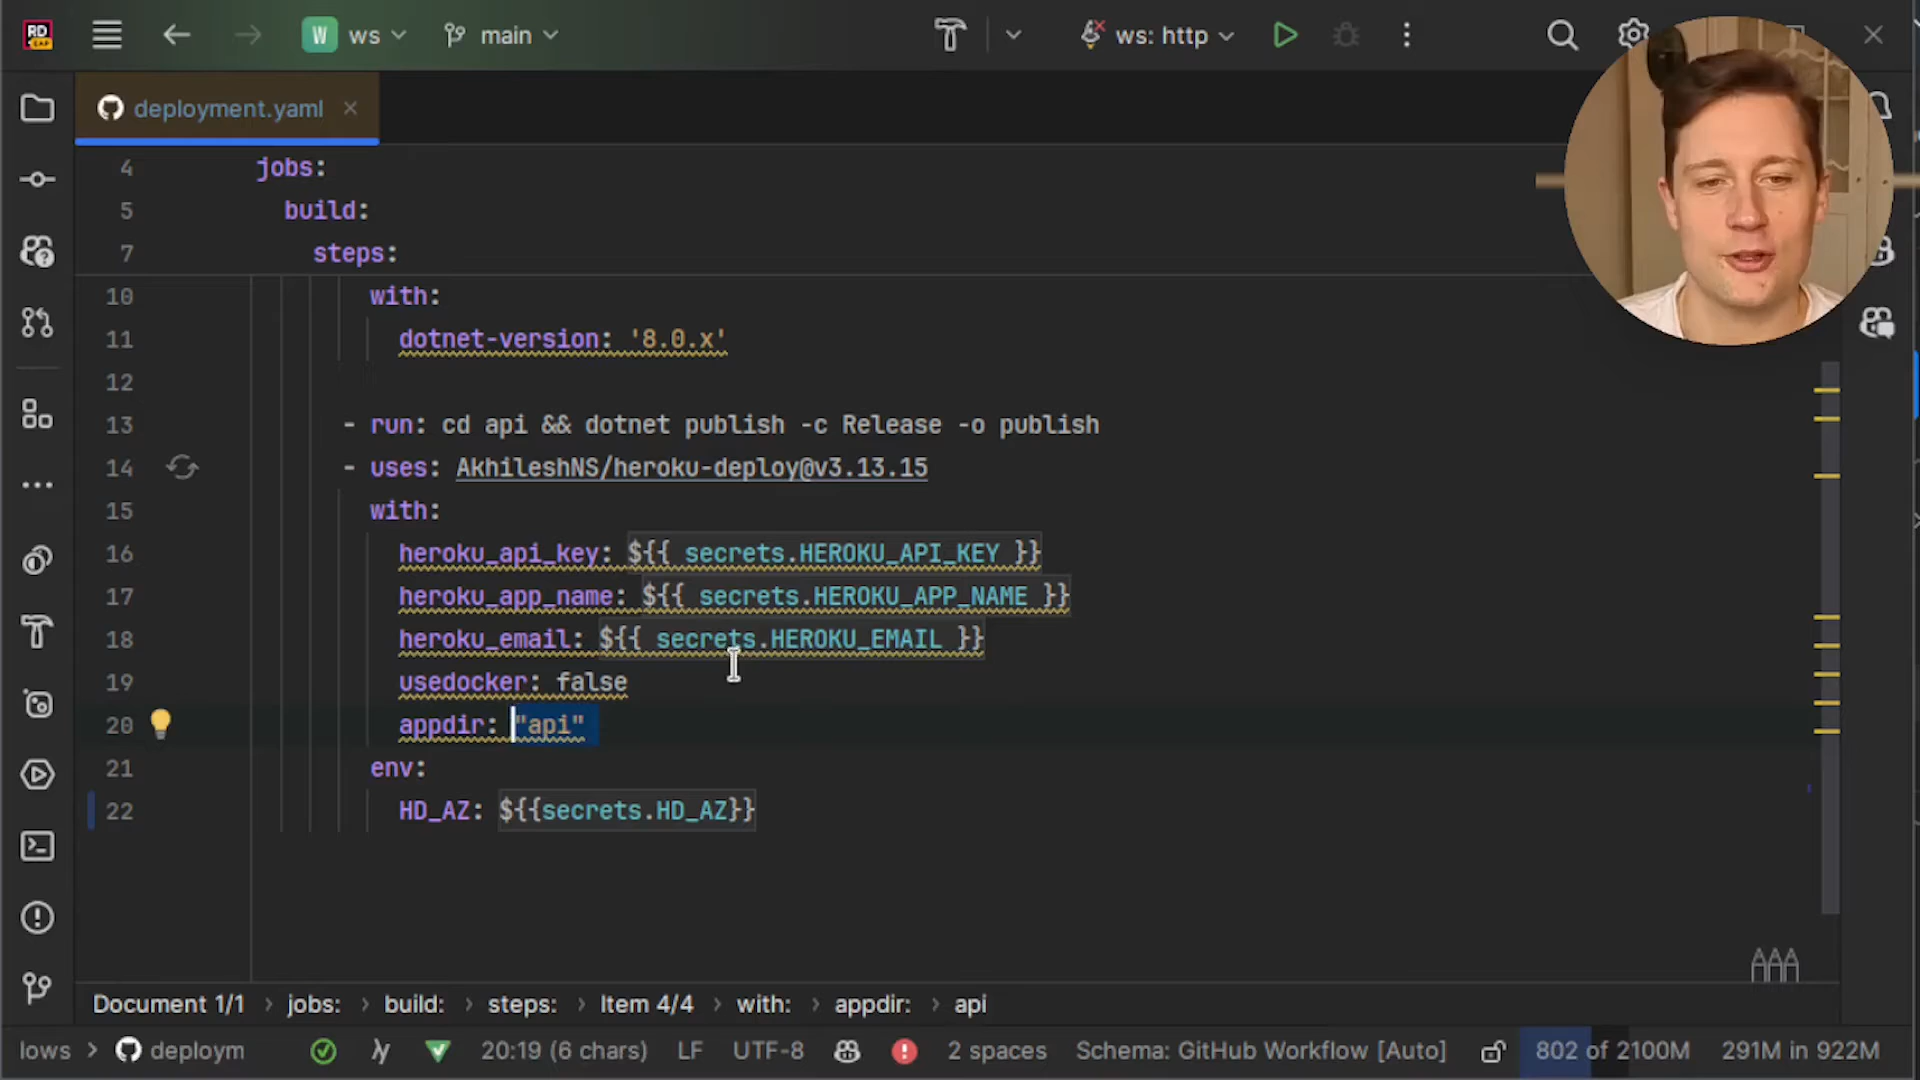 RD
EAP
W ws main ws: http
deployment.yaml
4 jobs:
5 build:
7 steps:
10 with:
11 dotnet-version: '8.0.x'
12
13 - run: cd api && dotnet publish -c Release -o publish
14 - uses: AkhileshNS/heroku-deploy@v3.13.15
15 with:
16 heroku_api_key: ${{ secrets.HEROKU_API_KEY }}
17 heroku_app_name: ${{ secrets.HEROKU_APP_NAME }}
18 heroku_email: ${{ secrets.HEROKU_EMAIL }}
19 usedocker: false
20 appdir: "api"
21 env:
22 HD_AZ: ${{secrets.HD_AZ}}
Document 1/1 › jobs: › build: › steps: › Item 4/4 › with: › appdir: › api
lows › deploym 20:19 (6 chars) LF UTF-8 2 spaces Schema: GitHub Workflow [Auto] 802 of 2100M 291M in 922M